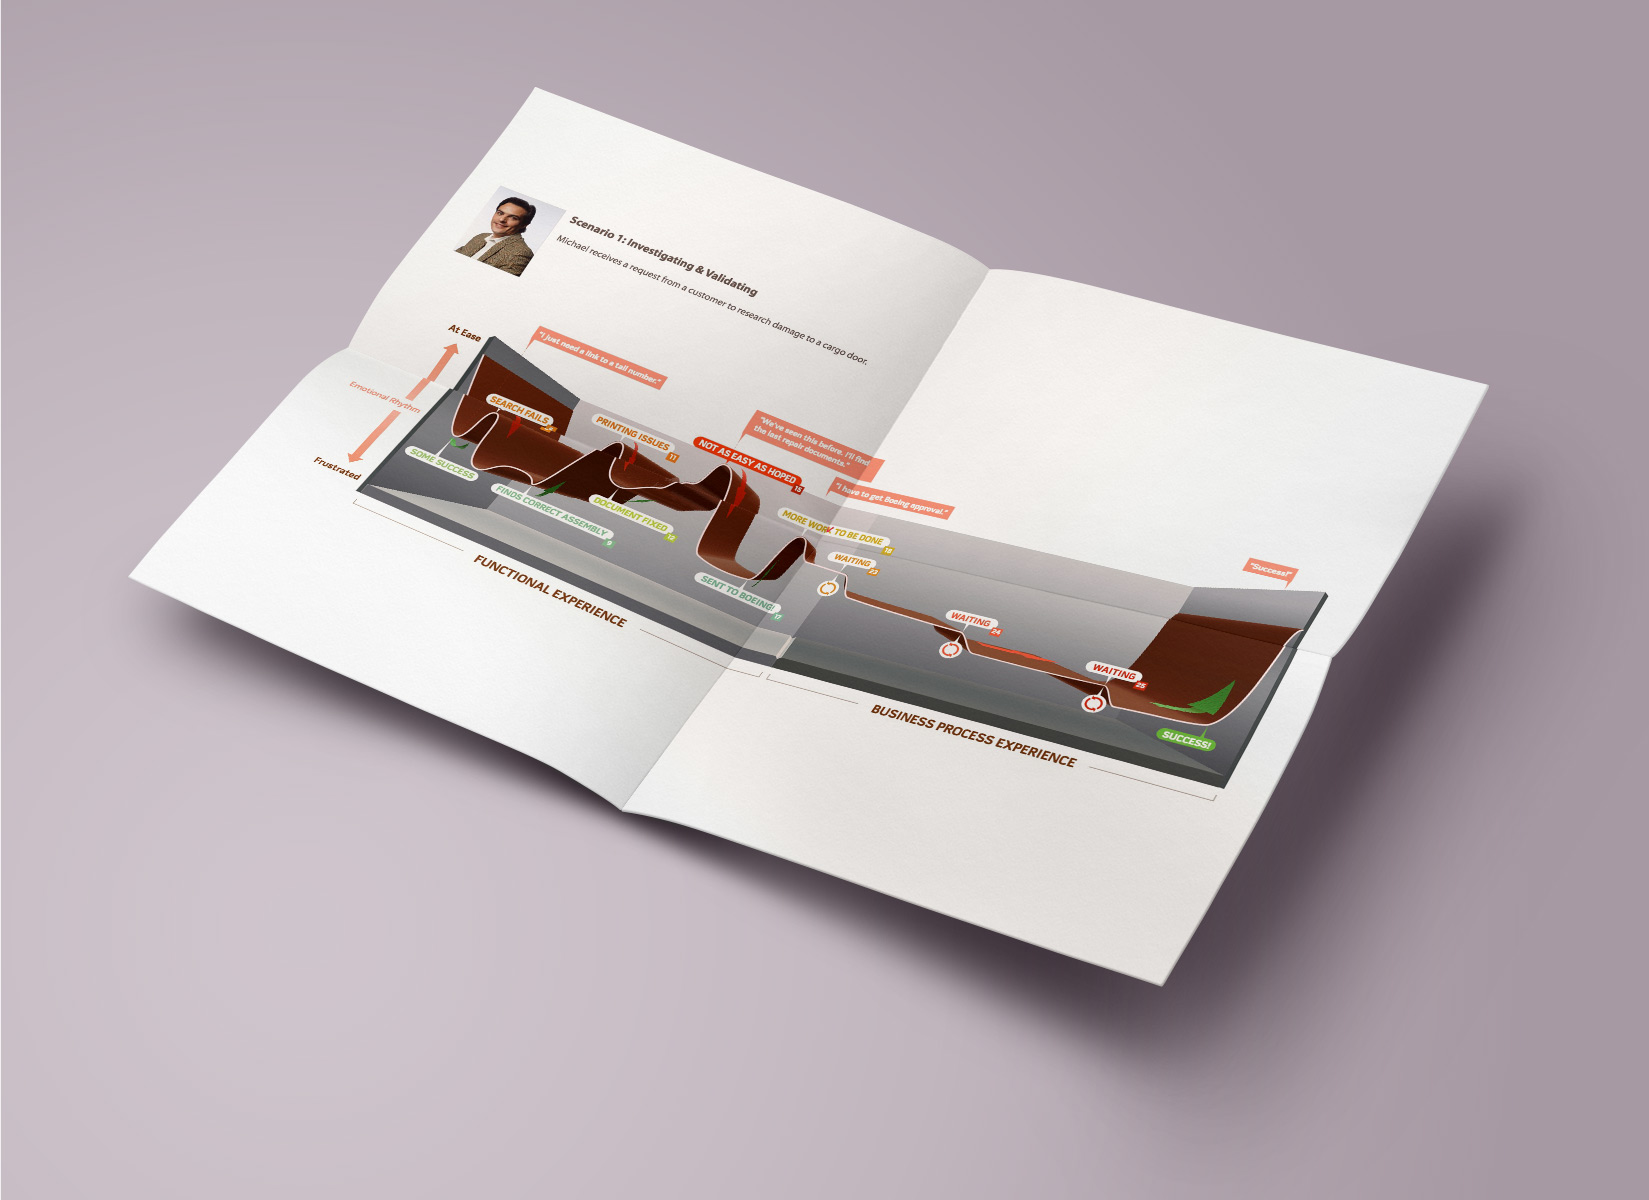 Scenario 1: Investigating & Validating
Michael receives a request from a customer to research damage to a cargo door.
At Ease
Emotional Rhythm
Frustrated
"I just need a link to a tail number."
"We've seen this before. I'll find
the last repair documents."
"I have to get Boeing approval."
"Success!"
SEARCH FAILS
SOME SUCCESS
PRINTING ISSUES
11
FINDS CORRECT ASSEMBLY
9
DOCUMENT FIXED
12
NOT AS EASY AS HOPED
15
SENT TO BOEING!
17
MORE WORK TO BE DONE
18
WAITING
23
WAITING
24
WAITING
25
SUCCESS!
FUNCTIONAL EXPERIENCE
BUSINESS PROCESS EXPERIENCE